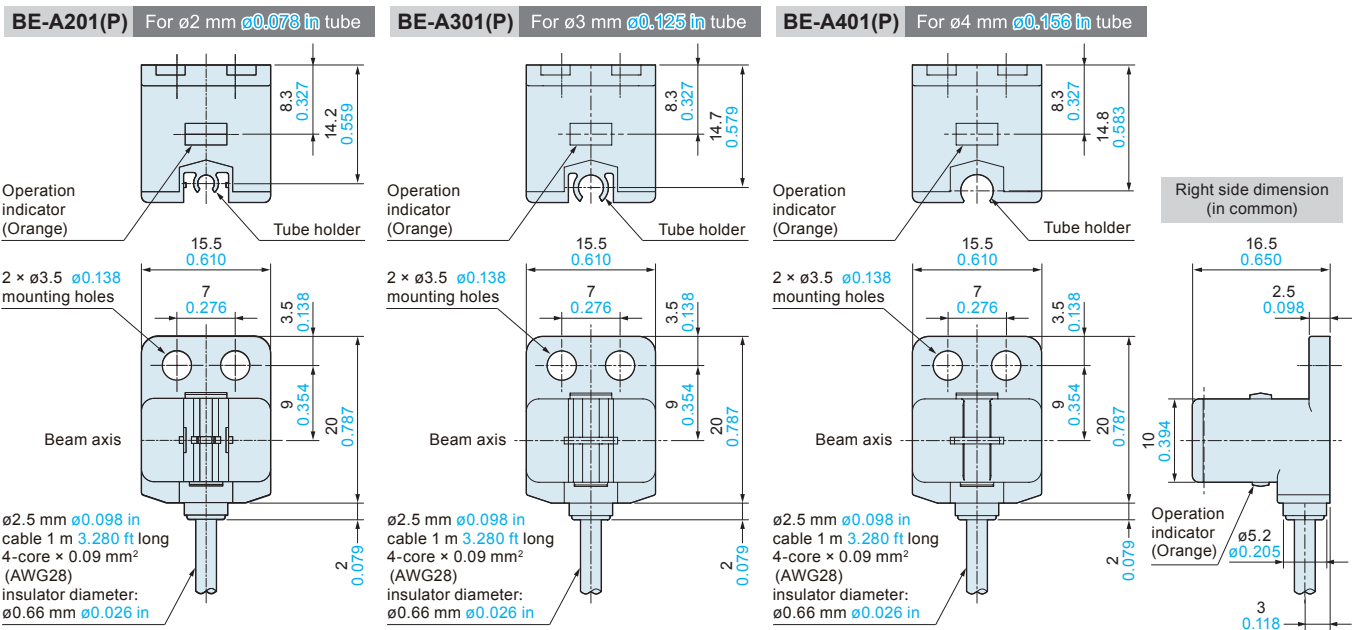 BE-A201(P) For ø2 mm ø0.078 in tube
8.3
0.327
14.2
0.559
Operation
indicator
(Orange)
Tube holder
15.5
0.610
2 × ø3.5 ø0.138
mounting holes
7
0.276
3.5
0.138
9
0.354
20
0.787
Beam axis
ø2.5 mm ø0.098 in
cable 1 m 3.280 ft long
4-core × 0.09 mm²
(AWG28)
insulator diameter:
ø0.66 mm ø0.026 in
2
0.079
BE-A301(P) For ø3 mm ø0.125 in tube
8.3
0.327
14.7
0.579
Operation
indicator
(Orange)
Tube holder
15.5
0.610
2 × ø3.5 ø0.138
mounting holes
7
0.276
3.5
0.138
9
0.354
20
0.787
Beam axis
ø2.5 mm ø0.098 in
cable 1 m 3.280 ft long
4-core × 0.09 mm²
(AWG28)
insulator diameter:
ø0.66 mm ø0.026 in
2
0.079
BE-A401(P) For ø4 mm ø0.156 in tube
8.3
0.327
14.8
0.583
Operation
indicator
(Orange)
Tube holder
15.5
0.610
2 × ø3.5 ø0.138
mounting holes
7
0.276
3.5
0.138
9
0.354
20
0.787
Beam axis
ø2.5 mm ø0.098 in
cable 1 m 3.280 ft long
4-core × 0.09 mm²
(AWG28)
insulator diameter:
ø0.66 mm ø0.026 in
2
0.079
Right side dimension
(in common)
16.5
0.650
2.5
0.098
10
0.394
Operation
indicator
(Orange)
ø5.2
ø0.205
3
0.118